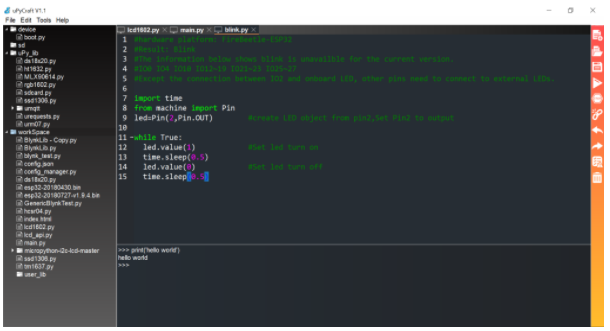 uPyCraft V1.1
File Edit Tools Help
device
boot.py
sd
uPy_lib
ds18x20.py
ht1632.py
MLX90614.py
rgb1602.py
sdcard.py
ssd1306.py
umqtt
urequests.py
urm07.py
workSpace
BlynkLib - Copy.py
BlynkLib.py
blynk_test.py
config.json
config_manager.py
ds18x20.py
esp32-20180430.bin
esp32-20180727-v1.9.4.bin
GenericBlynkTest.py
hcsr04.py
index.html
lcd1602.py
lcd_api.py
main.py
micropython-i2c-lcd-master
ssd1306.py
tm1637.py
user_lib
lcd1602.py × main.py × blink.py ×
1 #hardware platform: FireBeetle-ESP32
2 #Result: Blink
3 #The information below shows blink is unavailible for the current version.
4 #IO0 IO4 IO10 IO12~19 IO21~23 IO25~27
5 #Except the connection between IO2 and onboard LED, other pins need to connect to external LEDs.
6
7 import time
8 from machine import Pin
9 led=Pin(2,Pin.OUT) #create LED object from pin2,Set Pin2 to output
10
11 while True:
12 led.value(1) #Set led turn on
13 time.sleep(0.5)
14 led.value(0) #Set led turn off
15 time.sleep(0.5)
>>> print('hello world')
hello world
>>>